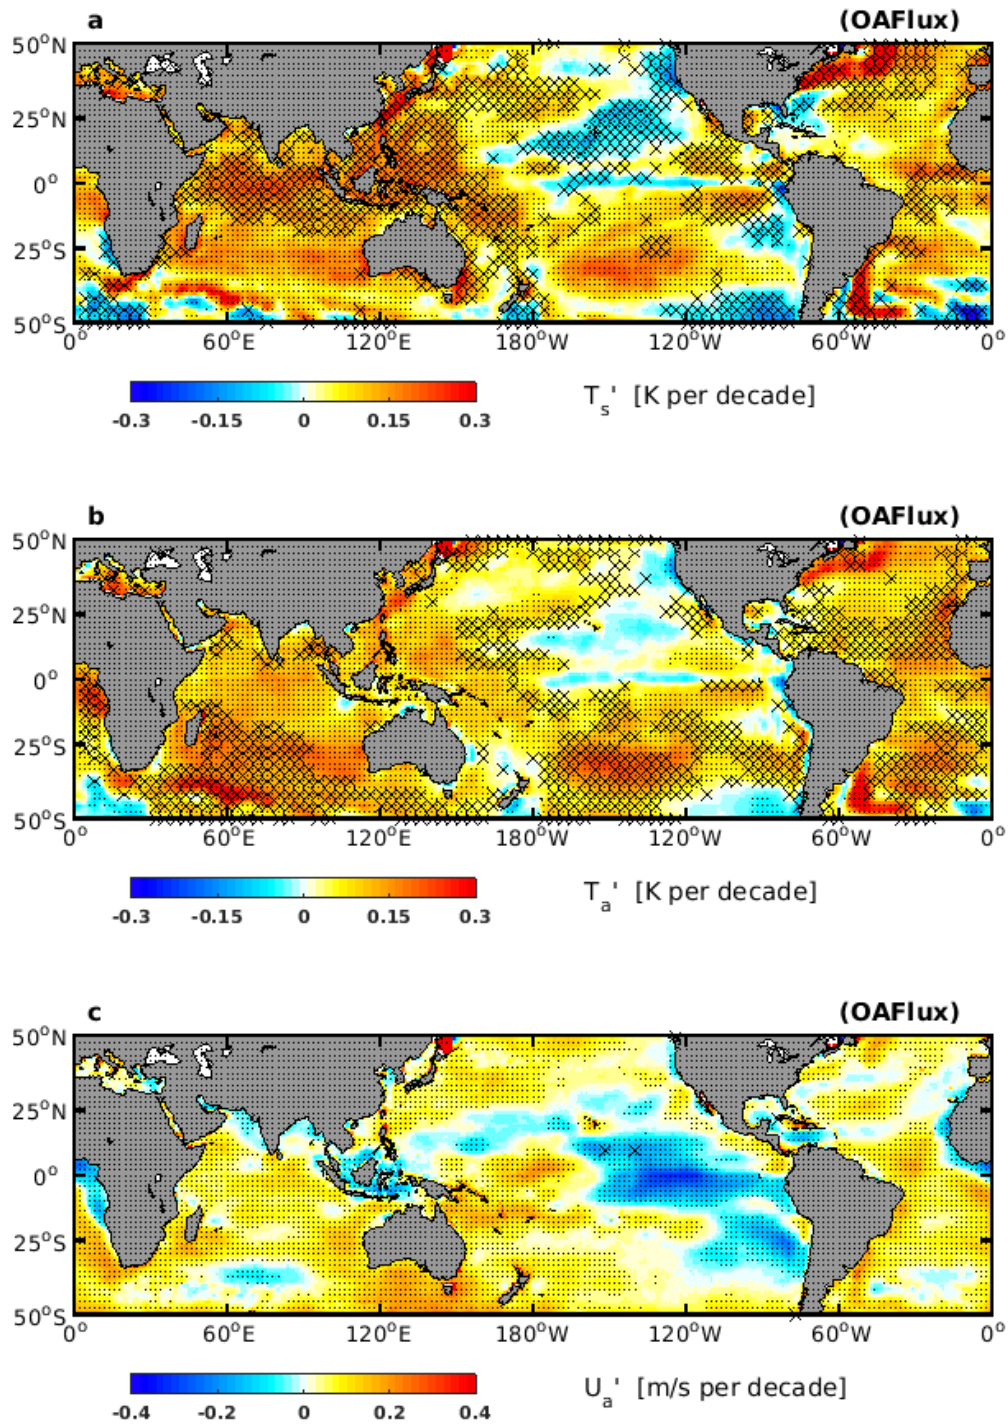 a (OAFlux)
50°N
25°N
0°
25°S
50°S
0° 60°E 120°E 180°W 120°W 60°W 0°
-0.3 -0.15 0 0.15 0.3
T_s' [K per decade]
b (OAFlux)
50°N
25°N
0°
25°S
50°S
0° 60°E 120°E 180°W 120°W 60°W 0°
-0.3 -0.15 0 0.15 0.3
T_a' [K per decade]
c (OAFlux)
50°N
25°N
0°
25°S
50°S
0° 60°E 120°E 180°W 120°W 60°W 0°
-0.4 -0.2 0 0.2 0.4
U_a' [m/s per decade]